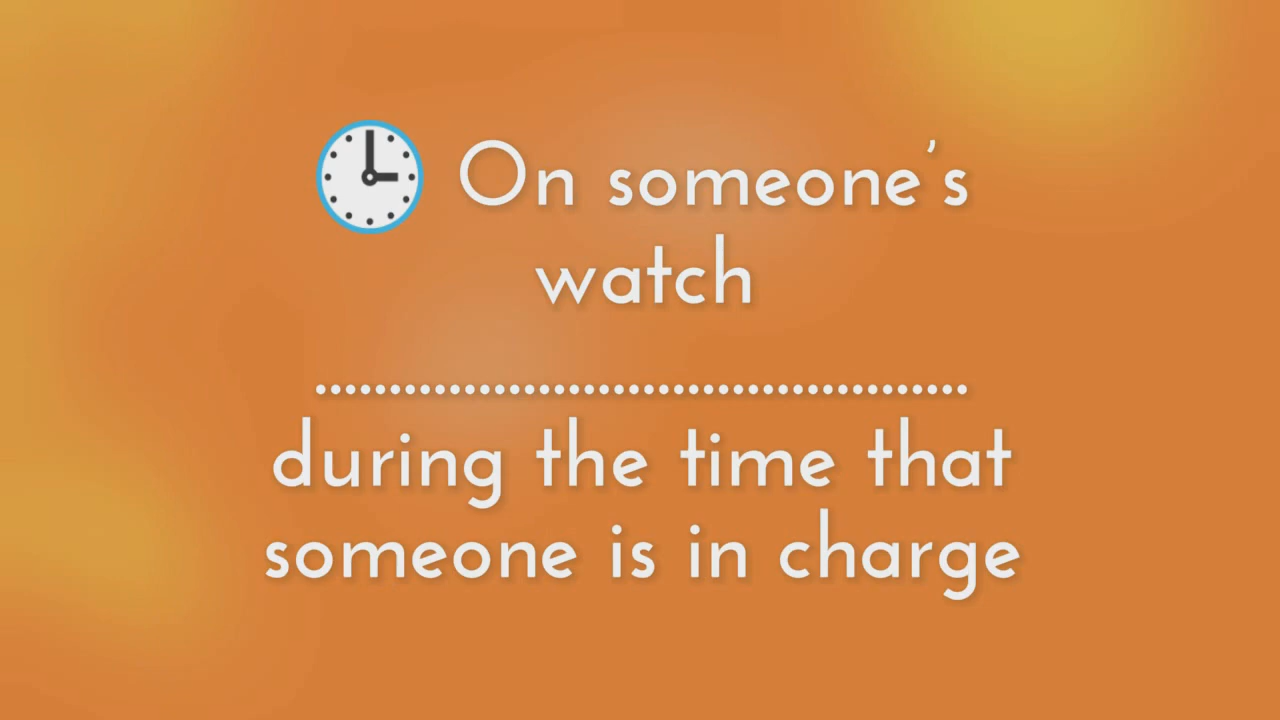 🕒 On someone’s
watch
during the time that
someone is in charge